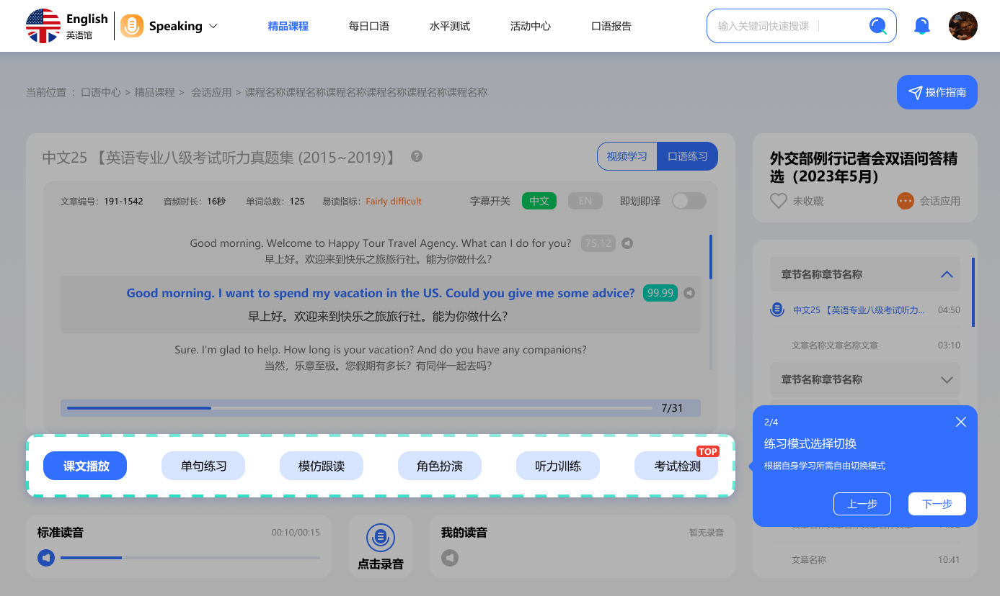 English
英语馆
Speaking
精品课程
每日口语
水平测试
活动中心
口语报告
输入关键词快速搜课
当前位置 : 口语中心 > 精品课程 > 会话应用 > 课程名称课程名称课程名称课程名称课程名称课程名称
操作指南
中文25 【英语专业八级考试听力真题集 (2015~2019)】
视频学习
口语练习
文章编号: 191-1542
音频时长: 16秒
单词总数: 125
易读指标: Fairly difficult
字幕开关
中文
EN
即划即译
Good morning. Welcome to Happy Tour Travel Agency. What can I do for you? 75.12
早上好。欢迎来到快乐之旅旅行社。能为你做什么?
Good morning. I want to spend my vacation in the US. Could you give me some advice? 99.99
早上好。欢迎来到快乐之旅旅行社。能为你做什么?
Sure. I'm glad to help. How long is your vacation? And do you have any companions?
当然，乐意至极。您假期有多长? 有同伴一起去吗?
7/31
课文播放
单句练习
模仿跟读
角色扮演
听力训练
考试检测
TOP
标准读音
00:10/00:15
点击录音
我的读音
暂无录音
外交部例行记者会双语问答精
选（2023年5月）
未收藏
会话应用
章节名称章节名称
中文25 【英语专业八级考试听力... 04:50
文章名称文章名称文章 03:10
章节名称章节名称
2/4
练习模式选择切换
根据自身学习所需自由切换模式
上一步
下一步
文章名称 10:41